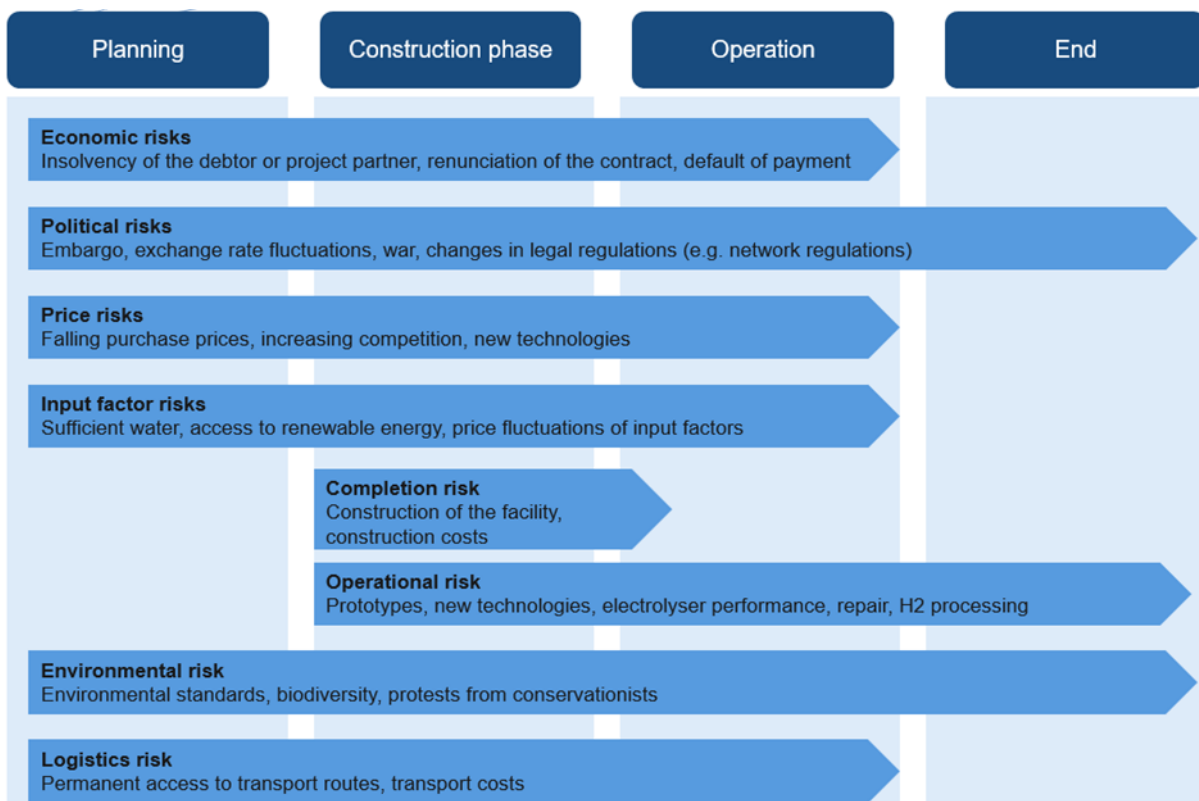 Planning
Construction phase
Operation
End
Economic risks
Insolvency of the debtor or project partner, renunciation of the contract, default of payment
Political risks
Embargo, exchange rate fluctuations, war, changes in legal regulations (e.g. network regulations)
Price risks
Falling purchase prices, increasing competition, new technologies
Input factor risks
Sufficient water, access to renewable energy, price fluctuations of input factors
Completion risk
Construction of the facility,
construction costs
Operational risk
Prototypes, new technologies, electrolyser performance, repair, H2 processing
Environmental risk
Environmental standards, biodiversity, protests from conservationists
Logistics risk
Permanent access to transport routes, transport costs